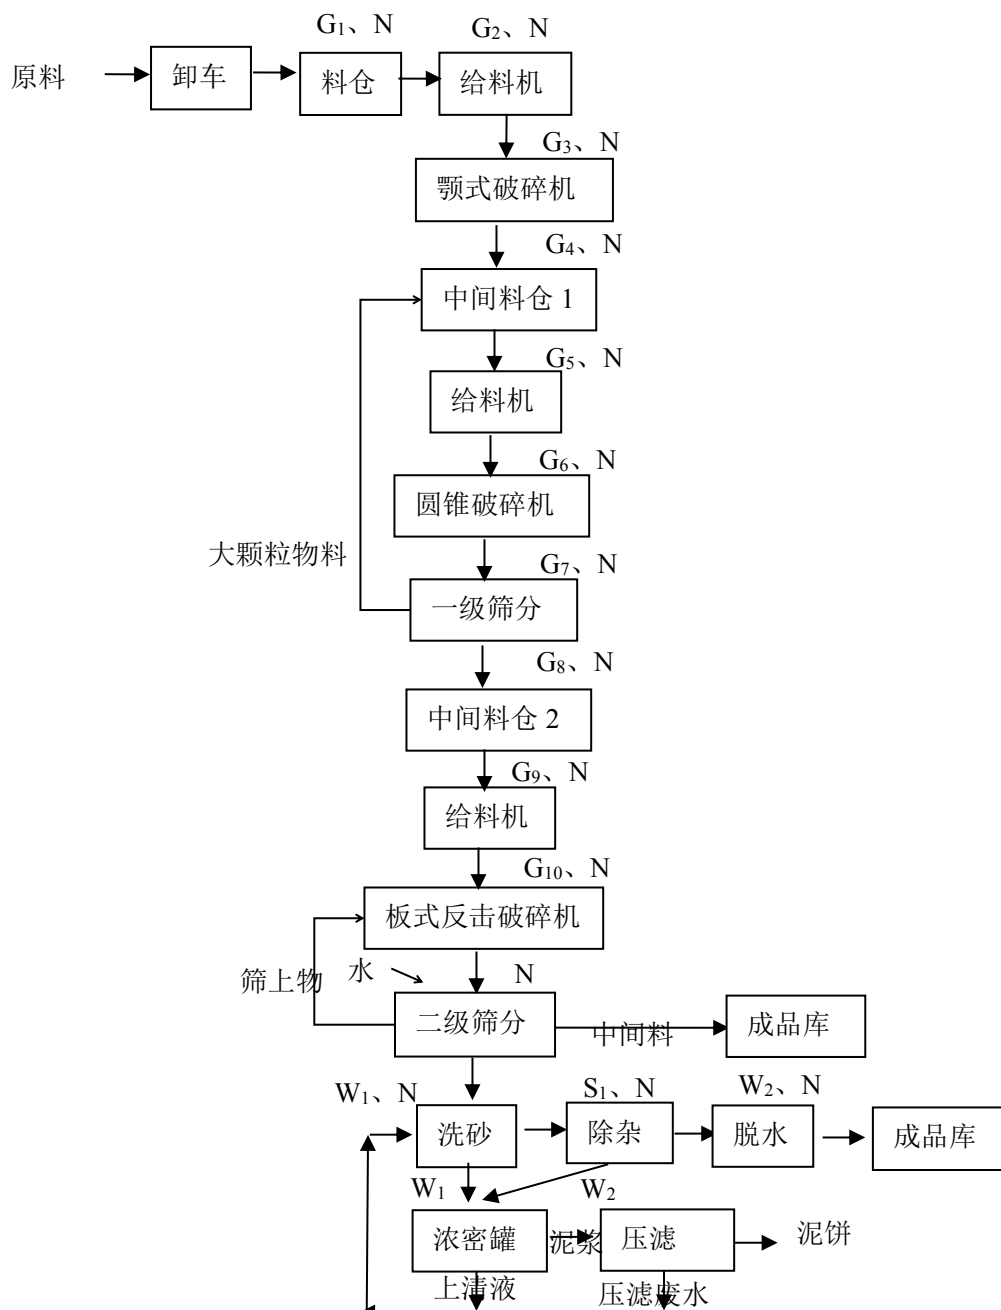 G₁、N
G₂、N
原料
卸车
料仓
给料机
G₃、N
颚式破碎机
G₄、N
中间料仓 1
G₅、N
给料机
G₆、N
圆锥破碎机
大颗粒物料
G₇、N
一级筛分
G₈、N
中间料仓 2
G₉、N
给料机
G₁₀、N
板式反击破碎机
筛上物
水
N
二级筛分
中间料
成品库
W₁、N
S₁、N
W₂、N
洗砂
除杂
脱水
成品库
W₁
W₂
浓密罐
泥浆
压滤
泥饼
上清液
压滤废水